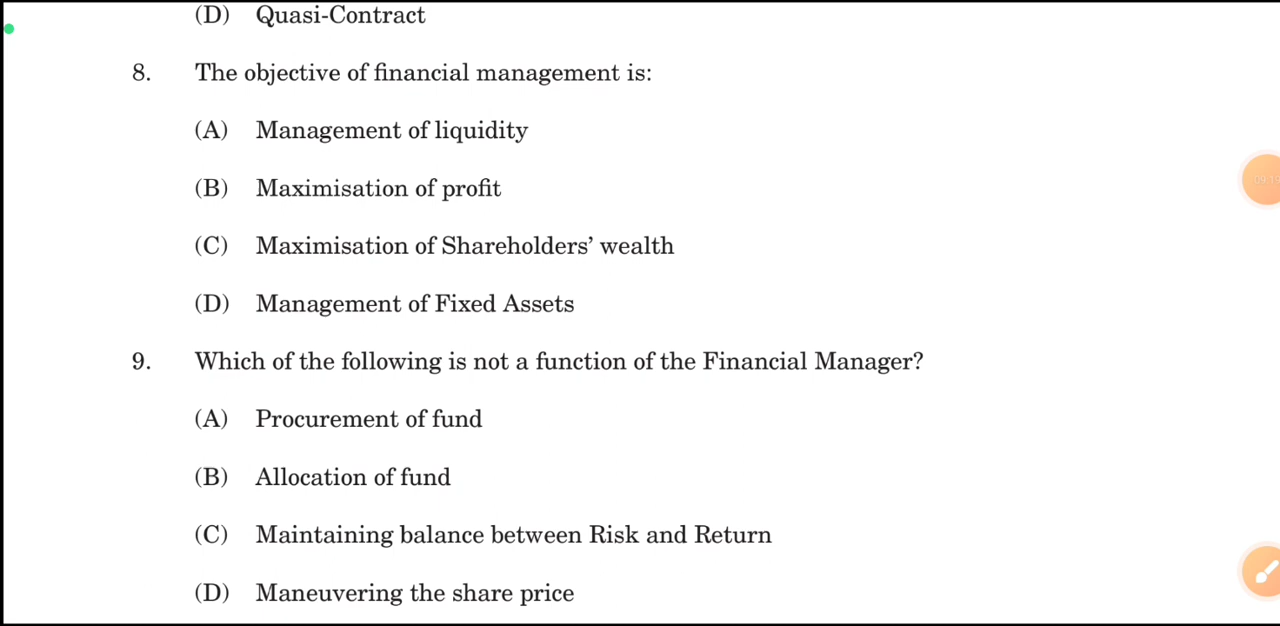 (D) Quasi-Contract
8. The objective of financial management is:
(A) Management of liquidity
(B) Maximisation of profit
(C) Maximisation of Shareholders’ wealth
(D) Management of Fixed Assets
9. Which of the following is not a function of the Financial Manager?
(A) Procurement of fund
(B) Allocation of fund
(C) Maintaining balance between Risk and Return
(D) Maneuvering the share price